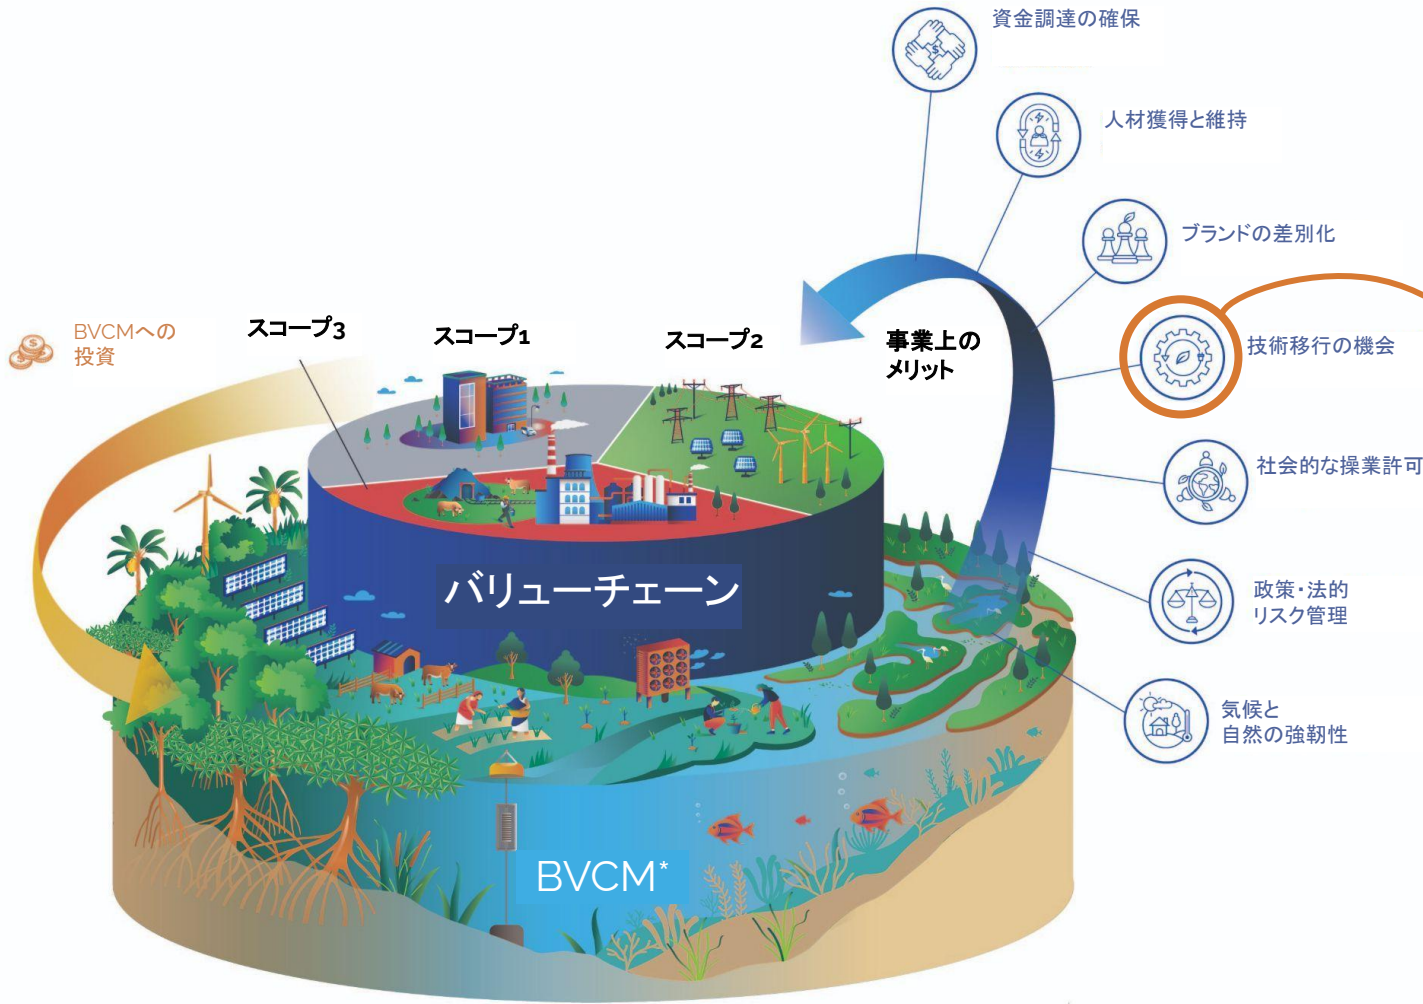 資金調達の確保
人材獲得と維持
ブランドの差別化
技術移行の機会
社会的な操業許可
政策・法的
リスク管理
気候と
自然の強靭性
事業上の
メリット
BVCMへの
投資
スコープ3
スコープ1
スコープ2
バリューチェーン
BVCM*